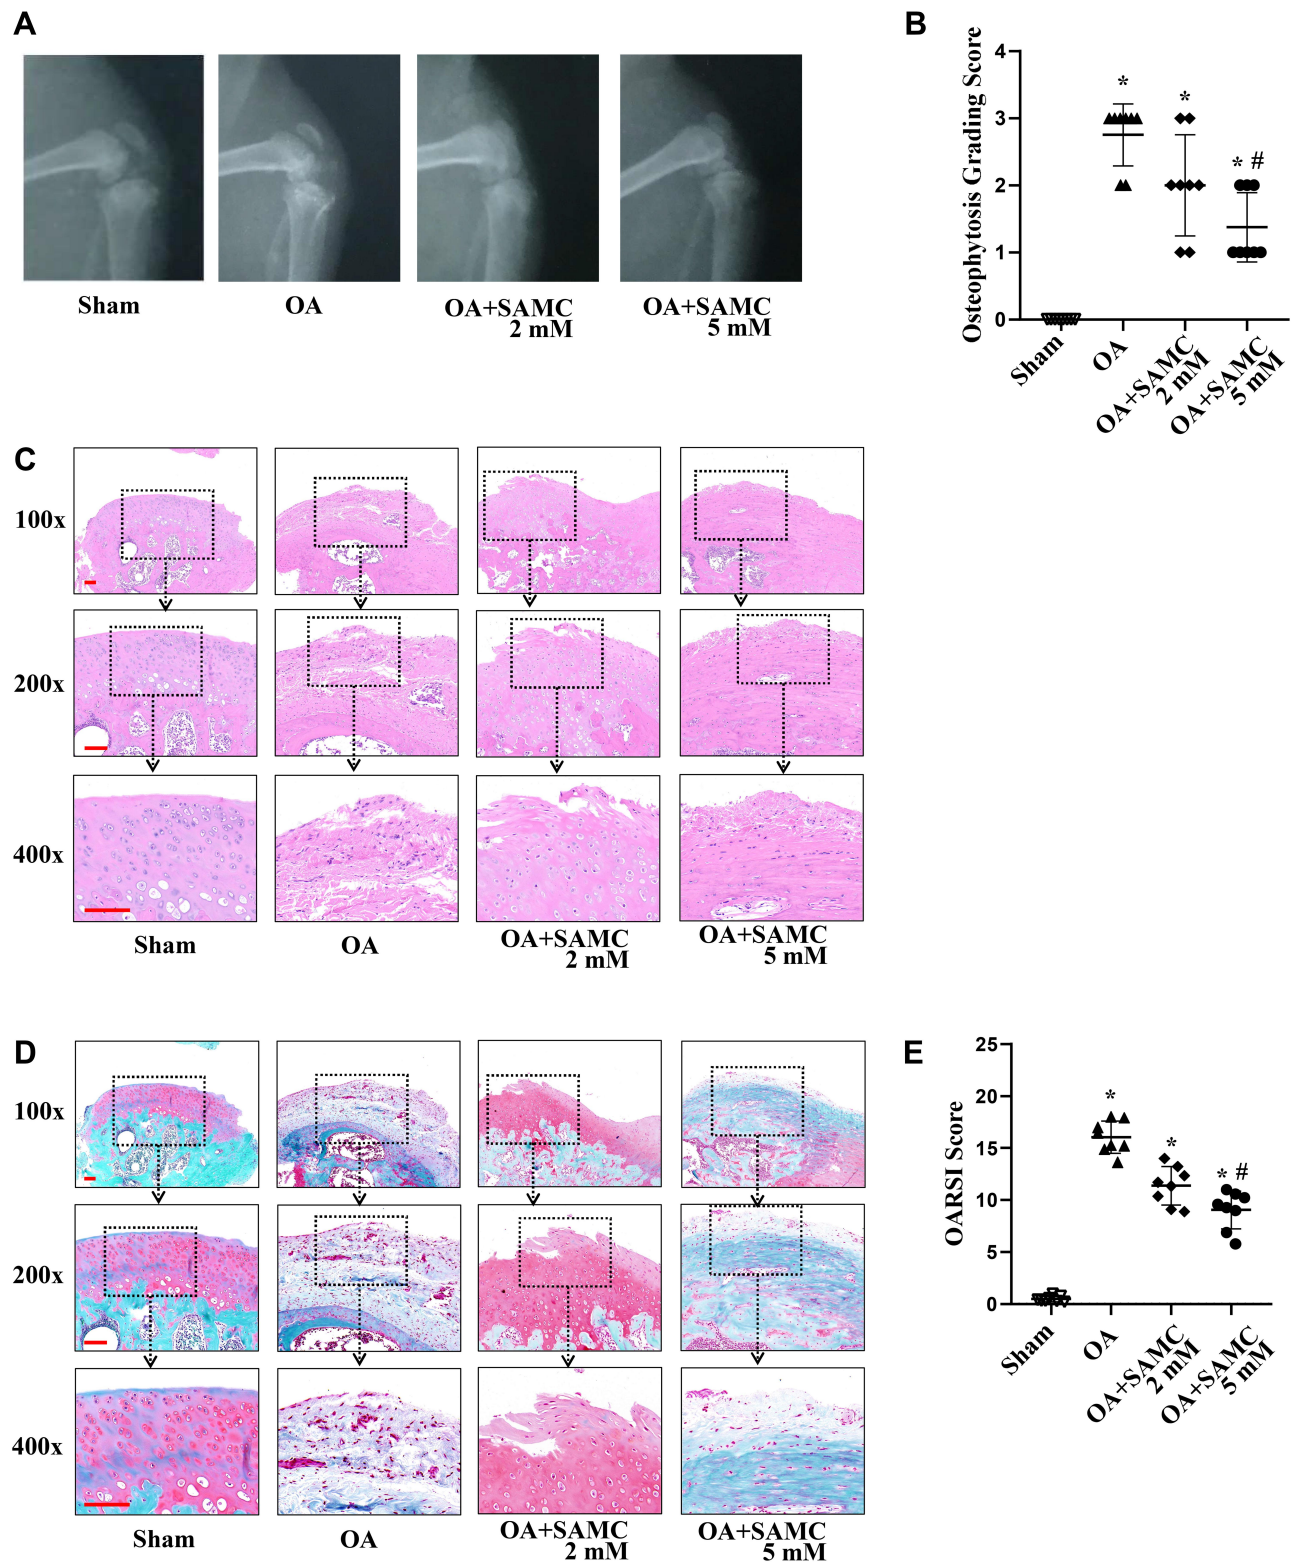 A
Sham
OA
OA+SAMC
2 mM
OA+SAMC
5 mM
B
Osteophytosis Grading Score
4
3
2
1
0
*
*
* #
Sham
OA
OA+SAMC
2 mM
OA+SAMC
5 mM
C
100x
200x
400x
Sham
OA
OA+SAMC
2 mM
OA+SAMC
5 mM
D
100x
200x
400x
Sham
OA
OA+SAMC
2 mM
OA+SAMC
5 mM
E
OARSI Score
25
20
15
10
5
0
*
*
* #
Sham
OA
OA+SAMC
2 mM
OA+SAMC
5 mM